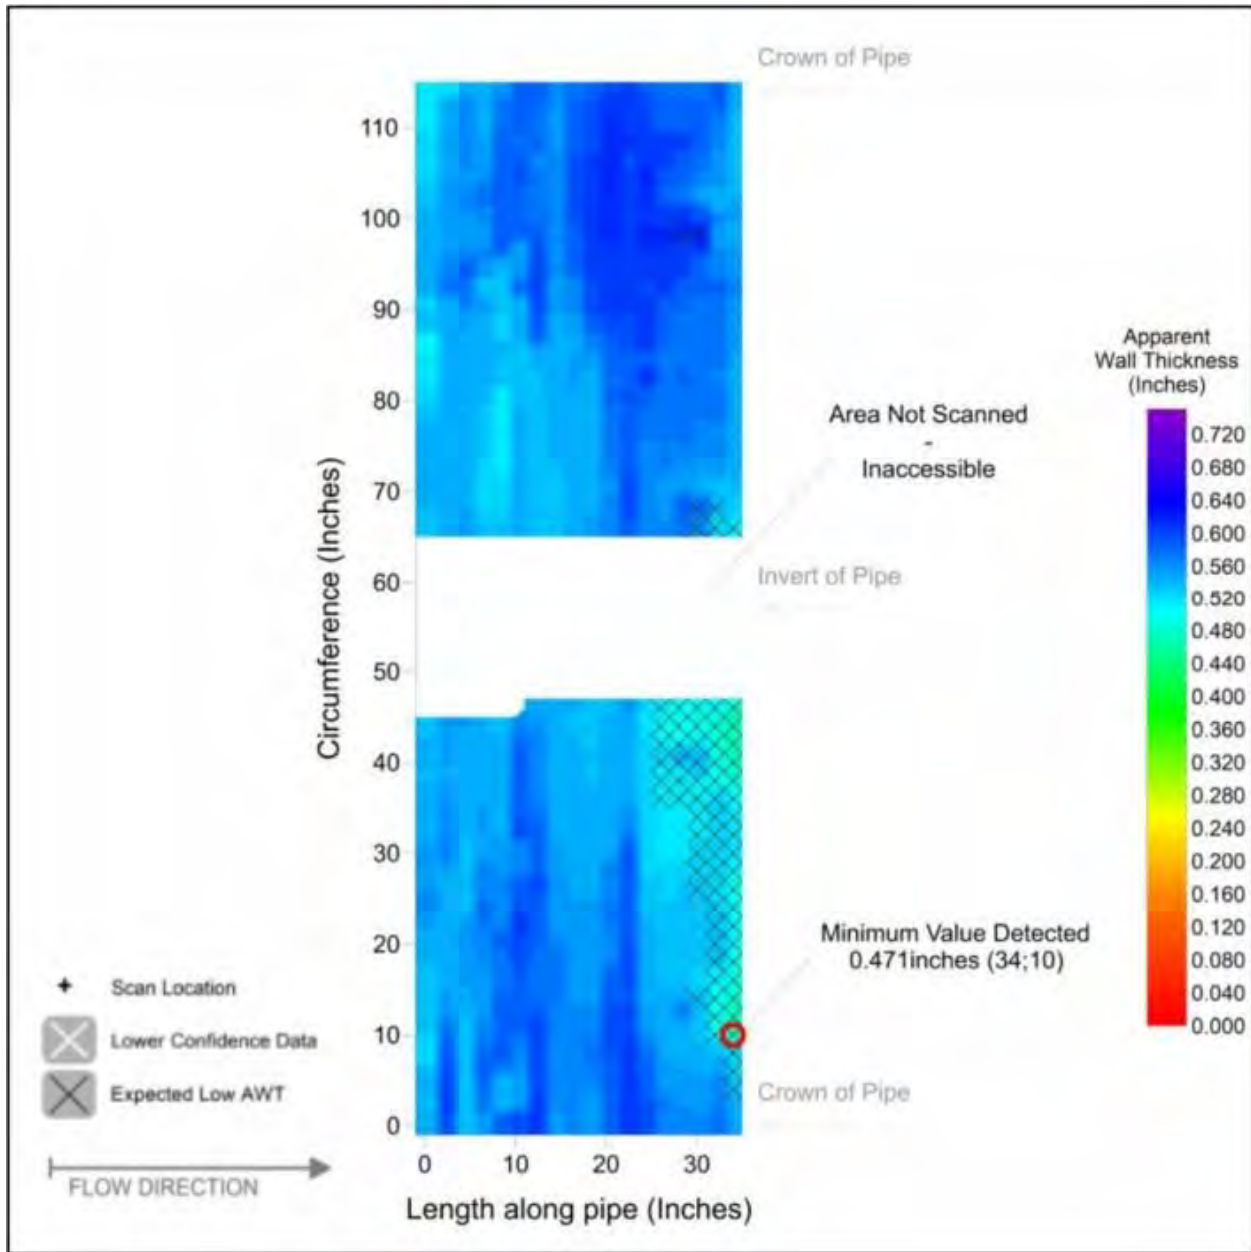 Crown of Pipe
110
100
90
80
70
60
50
40
30
20
10
0
Circumference (Inches)
0 10 20 30
Length along pipe (Inches)
Area Not Scanned
-
Inaccessible
Invert of Pipe
Minimum Value Detected
0.471inches (34;10)
Crown of Pipe
Apparent
Wall Thickness
(Inches)
0.720
0.680
0.640
0.600
0.560
0.520
0.480
0.440
0.400
0.360
0.320
0.280
0.240
0.200
0.160
0.120
0.080
0.040
0.000
Scan Location
Lower Confidence Data
Expected Low AWT
FLOW DIRECTION